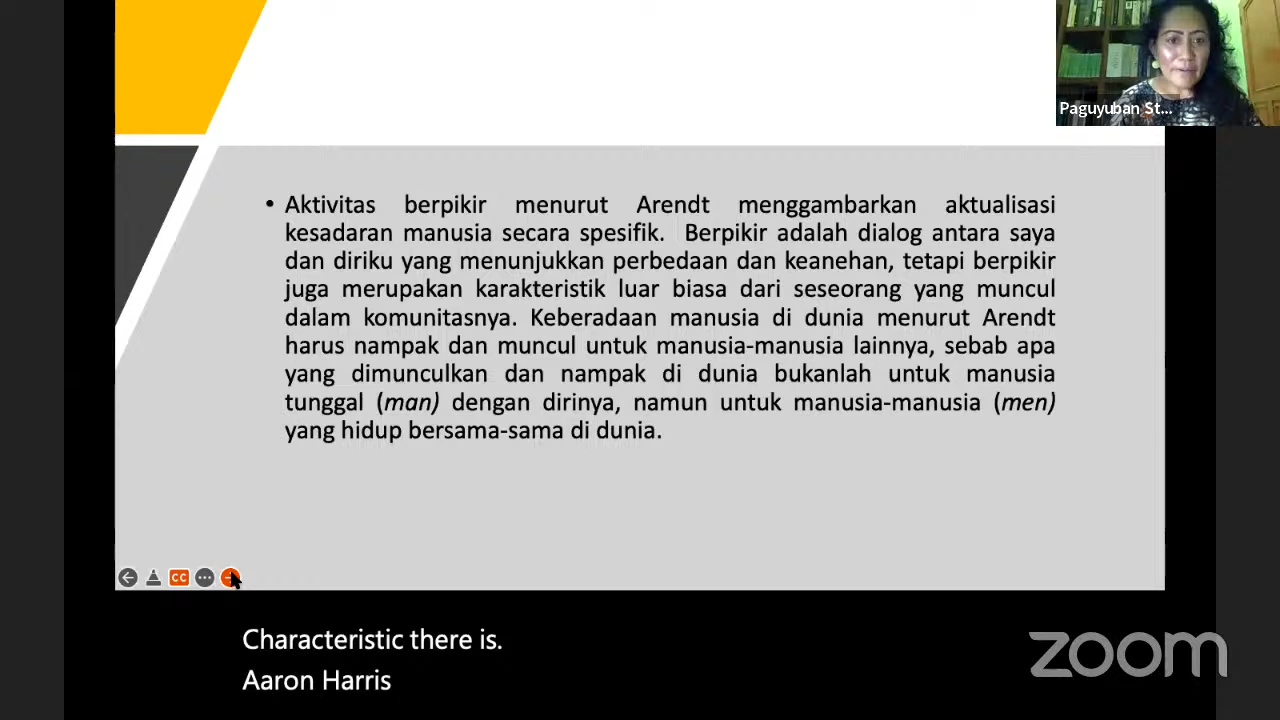 Paguyuban St...
• Aktivitas berpikir menurut Arendt menggambarkan aktualisasi
kesadaran manusia secara spesifik.  Berpikir adalah dialog antara saya
dan diriku yang menunjukkan perbedaan dan keanehan, tetapi berpikir
juga merupakan karakteristik luar biasa dari seseorang yang muncul
dalam komunitasnya. Keberadaan manusia di dunia menurut Arendt
harus nampak dan muncul untuk manusia-manusia lainnya, sebab apa
yang dimunculkan dan nampak di dunia bukanlah untuk manusia
tunggal (man) dengan dirinya, namun untuk manusia-manusia (men)
yang hidup bersama-sama di dunia.
CC
Characteristic there is.
Aaron Harris
zoom